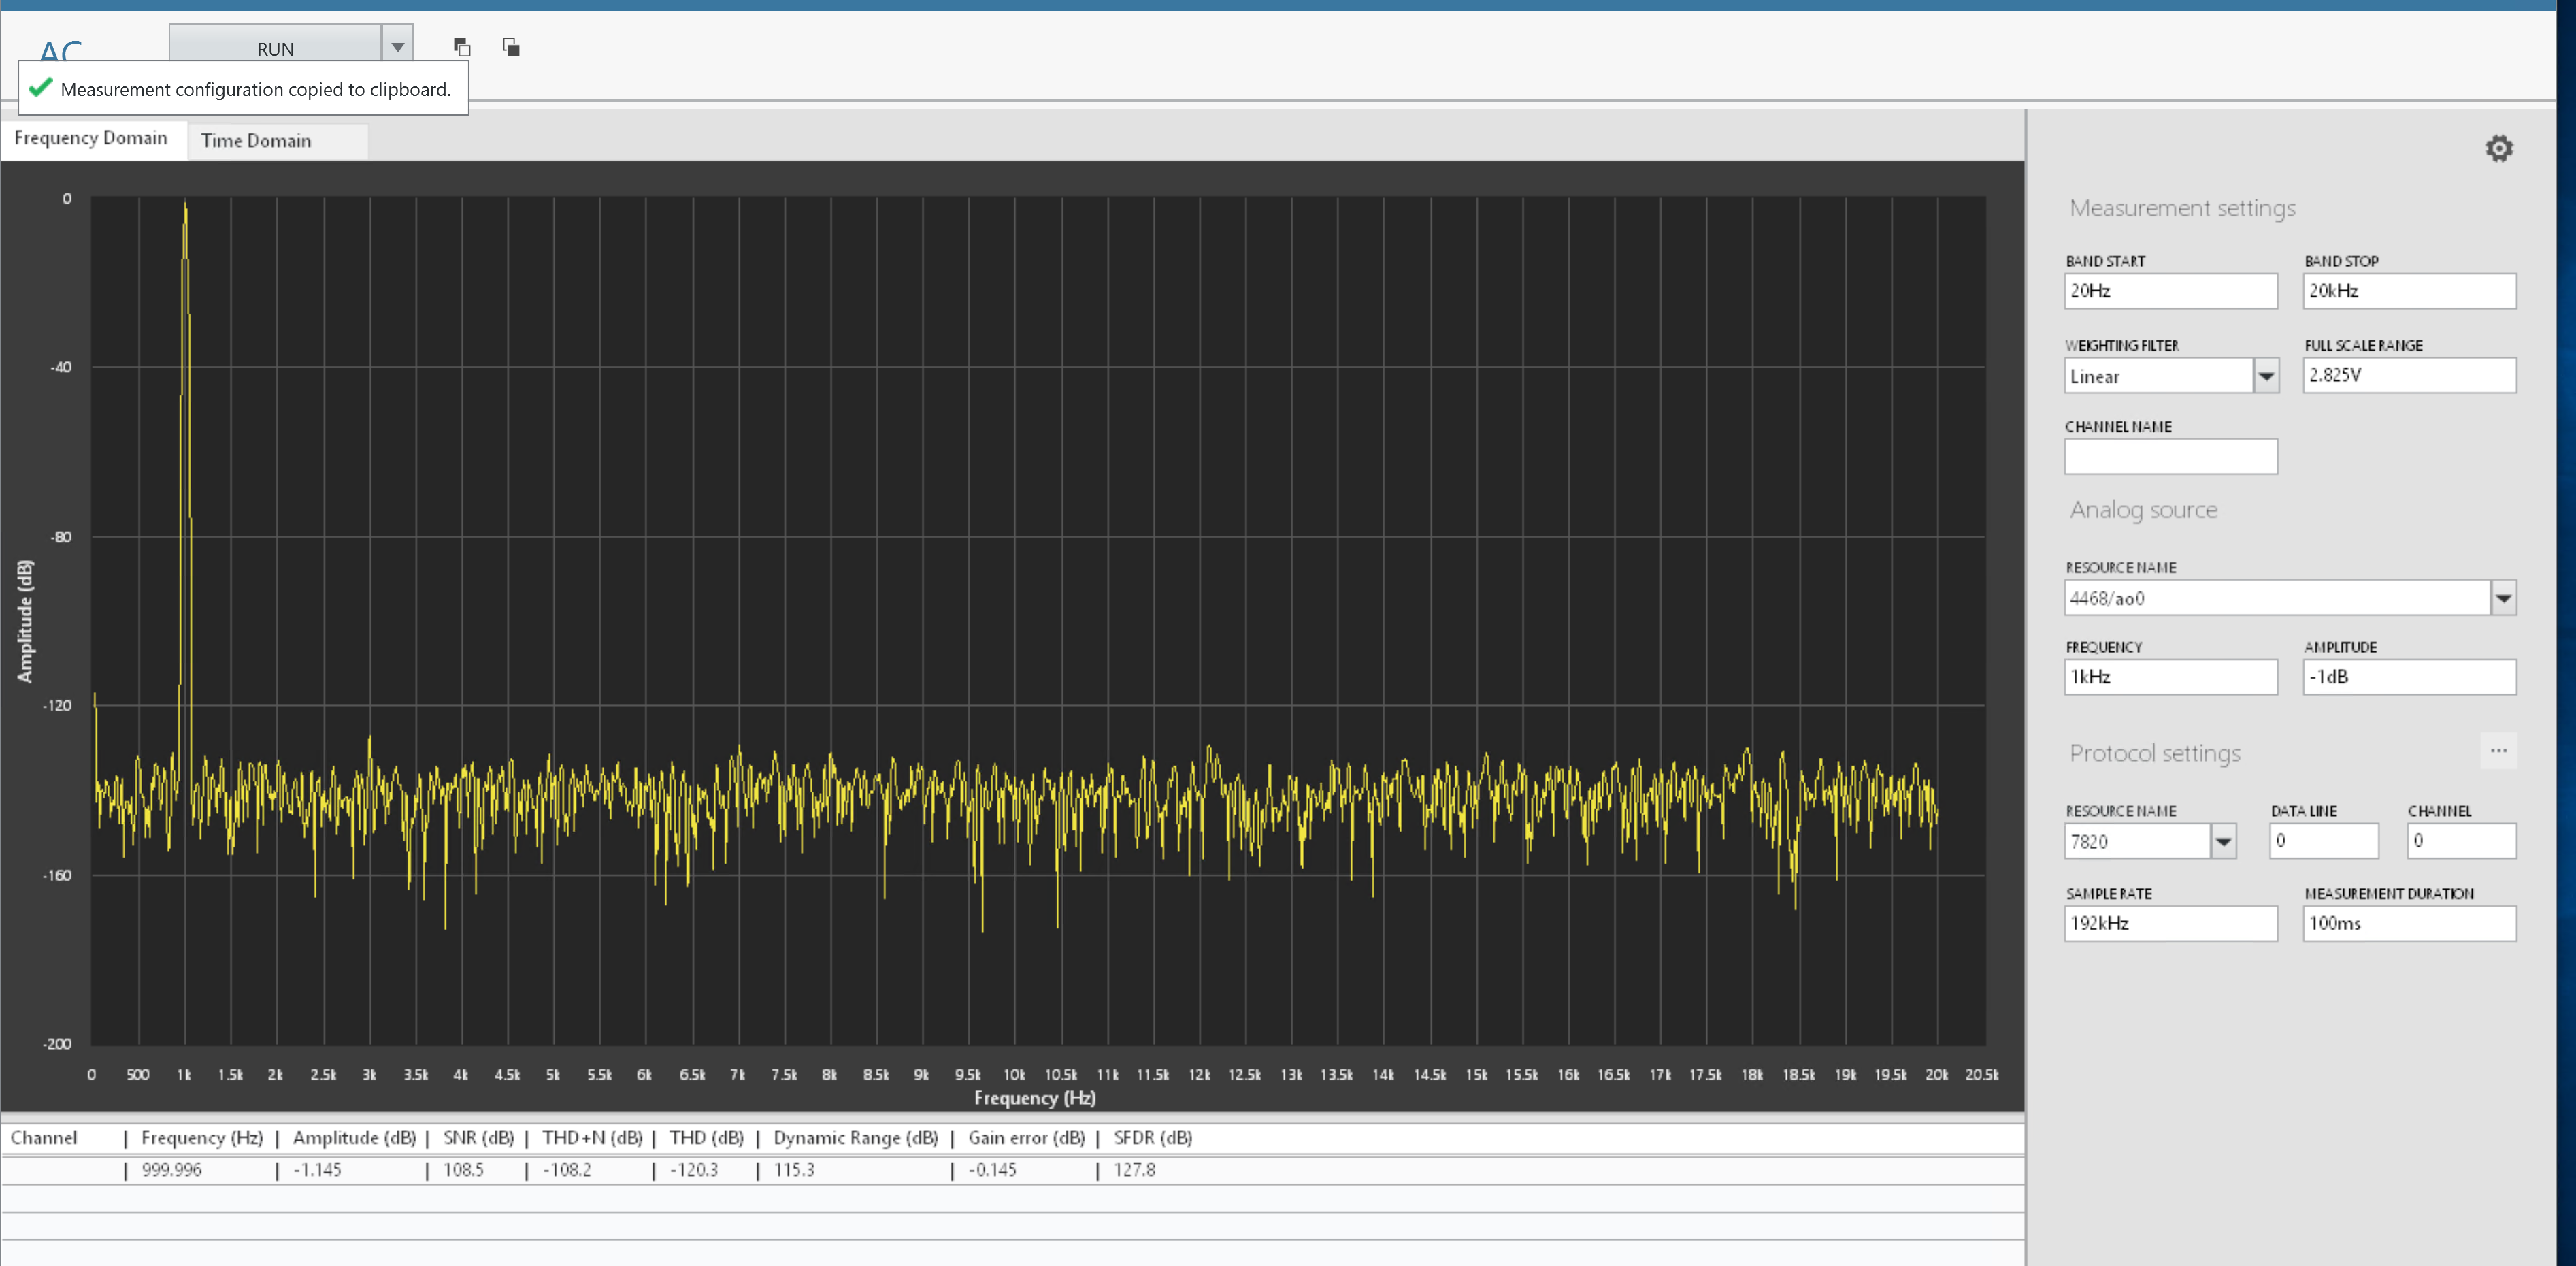 AC
RUN
Measurement configuration copied to clipboard.
Frequency Domain
Time Domain
0
-40
-80
-120
-160
-200
Amplitude (dB)
0 500 1k 1.5k 2k 2.5k 3k 3.5k 4k 4.5k 5k 5.5k 6k 6.5k 7k 7.5k 8k 8.5k 9k 9.5k 10k 10.5k 11k 11.5k 12k 12.5k 13k 13.5k 14k 14.5k 15k 15.5k 16k 16.5k 17k 17.5k 18k 18.5k 19k 19.5k 20k 20.5k
Frequency (Hz)
Channel | Frequency (Hz) | Amplitude (dB) | SNR (dB) | THD+N (dB) | THD (dB) | Dynamic Range (dB) | Gain error (dB) | SFDR (dB)
| 999.996 | -1.145 | 108.5 | -108.2 | -120.3 | 115.3 | -0.145 | 127.8
Measurement settings
BAND START BAND STOP
20Hz 20kHz
WEIGHTING FILTER FULL SCALE RANGE
Linear 2.825V
CHANNEL NAME
Analog source
RESOURCE NAME
4468/ao0
FREQUENCY AMPLITUDE
1kHz -1dB
Protocol settings ...
RESOURCE NAME DATA LINE CHANNEL
7820 0 0
SAMPLE RATE MEASUREMENT DURATION
192kHz 100ms